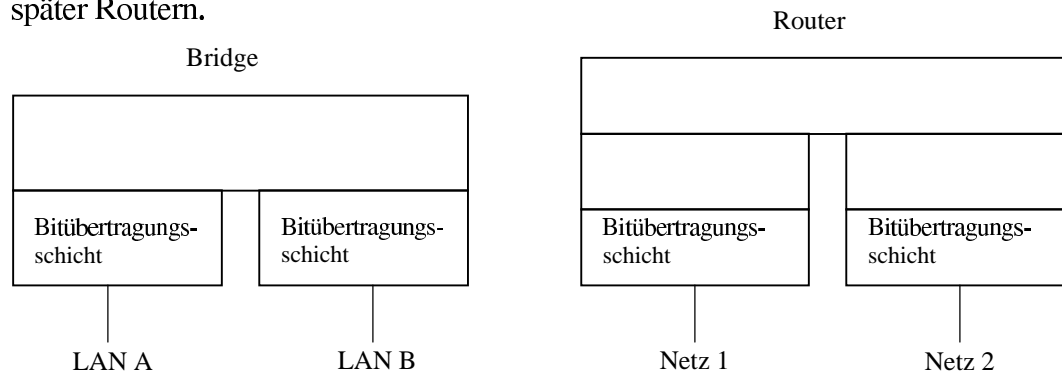 später Routern.
Router
Bridge
Bitübertragungs-
schicht
Bitübertragungs-
schicht
Bitübertragungs-
schicht
Bitübertragungs-
schicht
LAN A
LAN B
Netz 1
Netz 2